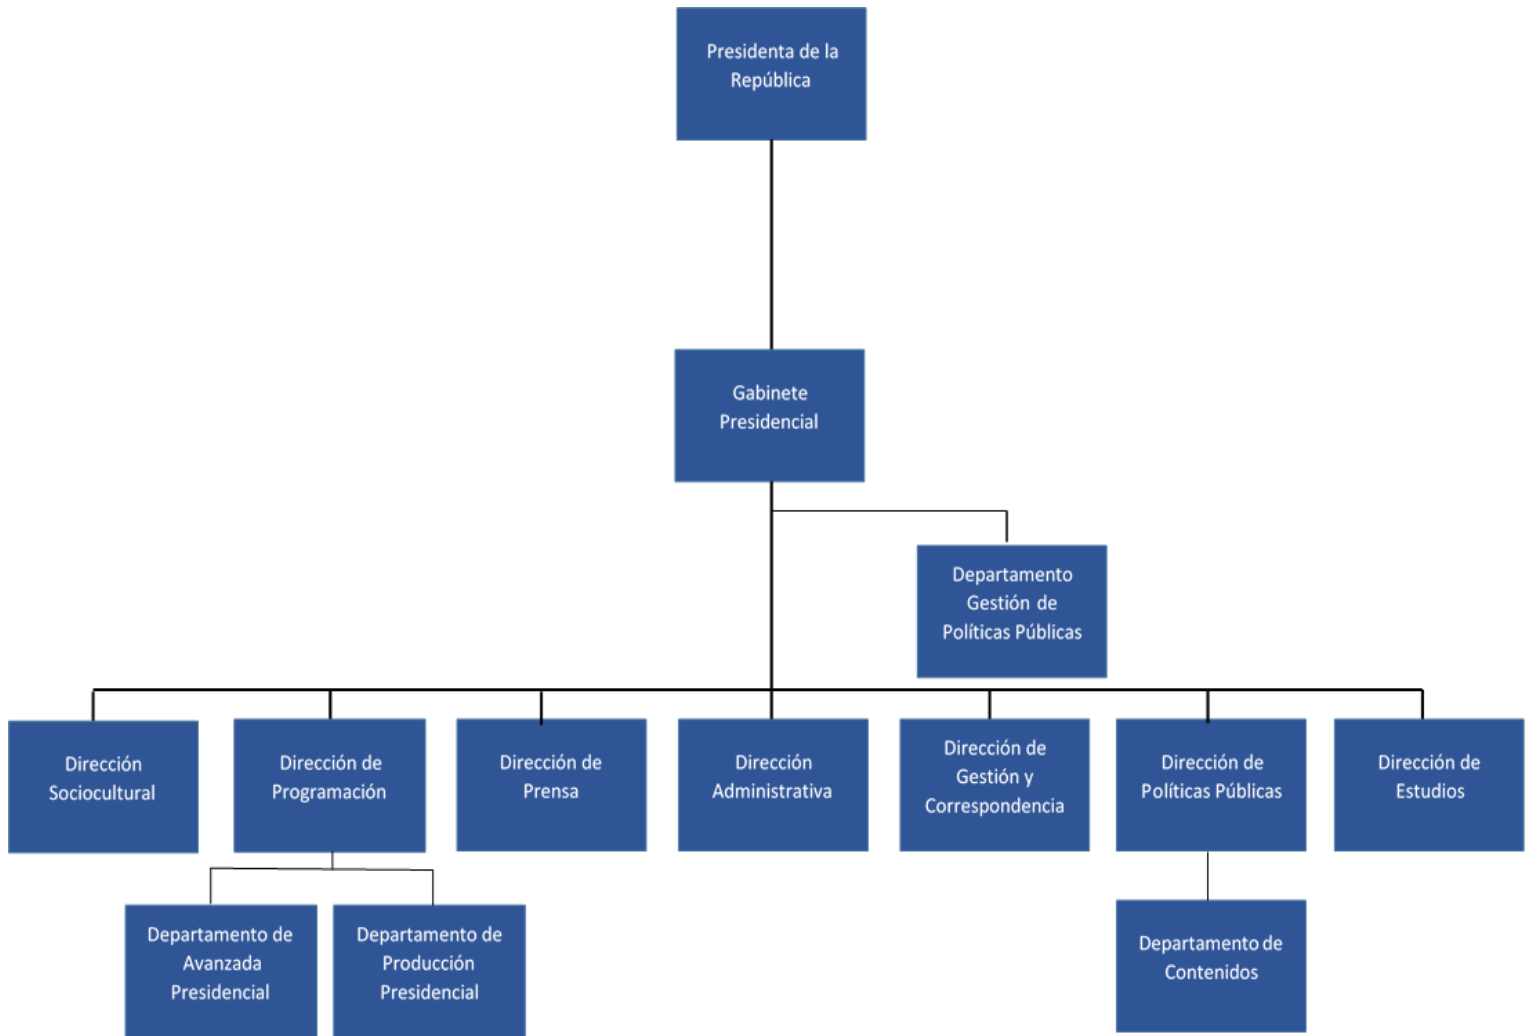 Presidenta de la
República
Gabinete
Presidencial
Departamento
Gestión de
Políticas Públicas
Dirección
Sociocultural
Dirección de
Programación
Dirección de
Prensa
Dirección
Administrativa
Dirección de
Gestión y
Correspondencia
Dirección de
Políticas Públicas
Dirección de
Estudios
Departamento de
Avanzada
Presidencial
Departamento de
Producción
Presidencial
Departamento de
Contenidos